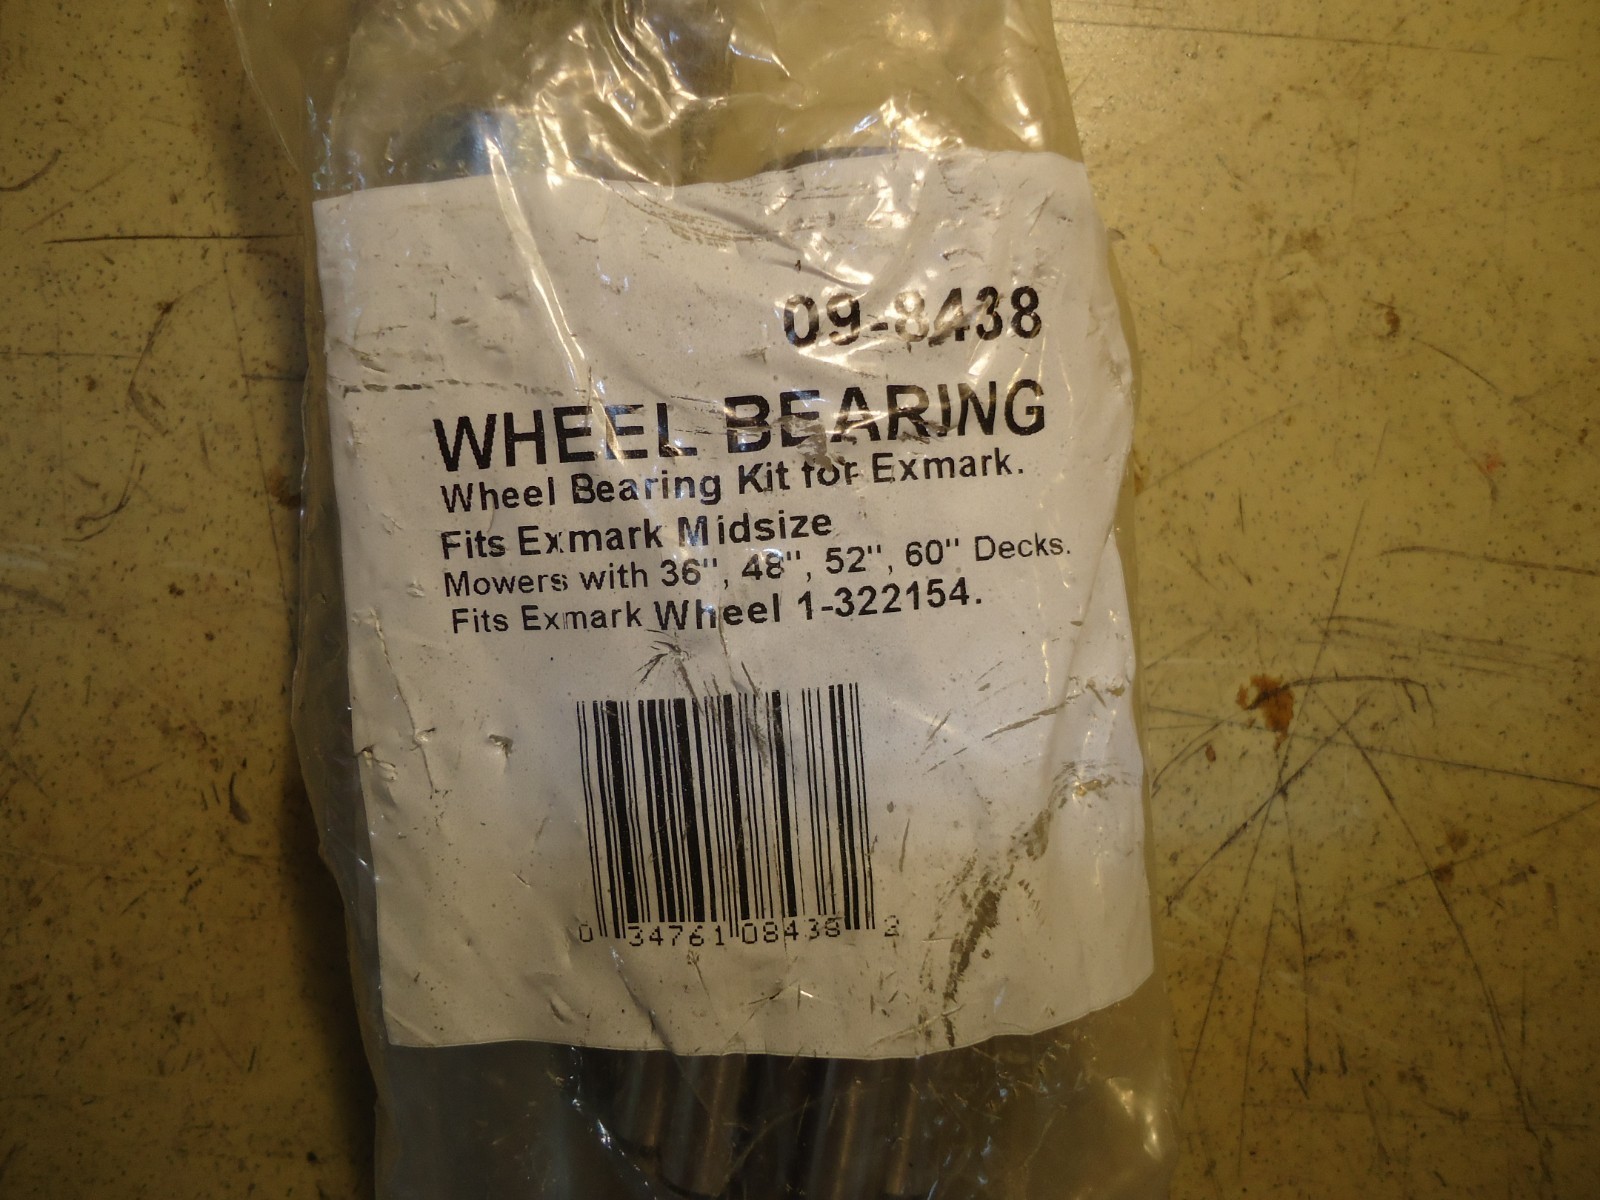 09-8438
WHEEL BEARING
Wheel Bearing Kit for Exmark.
Fits Exmark Midsize
Mowers with 36", 48", 52", 60" Decks.
Fits Exmark Wheel 1-322154.
0 34761 08438 2